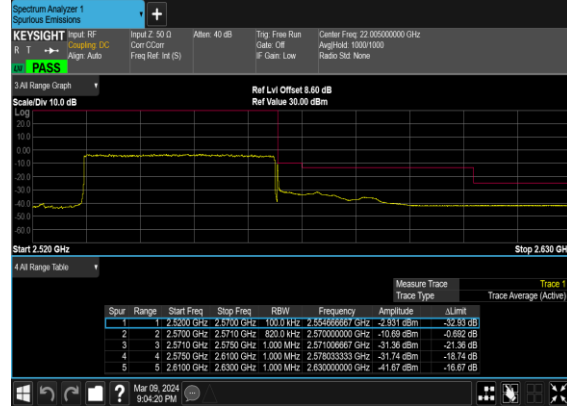 Spectrum Analyzer 1
Spurious Emissions
KEYSIGHT Input: RF Input Z: 50 Ω Atten: 40 dB Trig: Free Run Center Freq: 22.005000000 GHz
R T Coupling: DC Corr CCorr Gate: Off Avg|Hold: 1000/1000
Align: Auto Freq Ref: Int (S) IF Gain: Low Radio Std: None
PASS
3 All Range Graph
Ref Lvl Offset 8.60 dB
Scale/Div 10.0 dB Ref Value 30.00 dBm
Log
20.0
10.0
0.00
-10.0
-20.0
-30.0
-40.0
-50.0
-60.0
Start 2.520 GHz Stop 2.630 GH
4 All Range Table
Measure Trace Trace 1
Trace Type Trace Average (Active)
Spur Range Start Freq Stop Freq RBW Frequency Amplitude ΔLimit
1 1 2.5200 GHz 2.5700 GHz 100.0 kHz 2.554666667 GHz -2.931 dBm -32.93 dB
2 2 2.5700 GHz 2.5710 GHz 820.0 kHz 2.570000000 GHz -10.69 dBm -0.692 dB
3 3 2.5710 GHz 2.5750 GHz 1.000 MHz 2.571006667 GHz -31.36 dBm -21.36 dB
4 4 2.5750 GHz 2.6100 GHz 1.000 MHz 2.578033333 GHz -31.74 dBm -18.74 dB
5 5 2.6100 GHz 2.6300 GHz 1.000 MHz 2.630000000 GHz -41.67 dBm -16.67 dB
Mar 09, 2024
9:04:20 PM